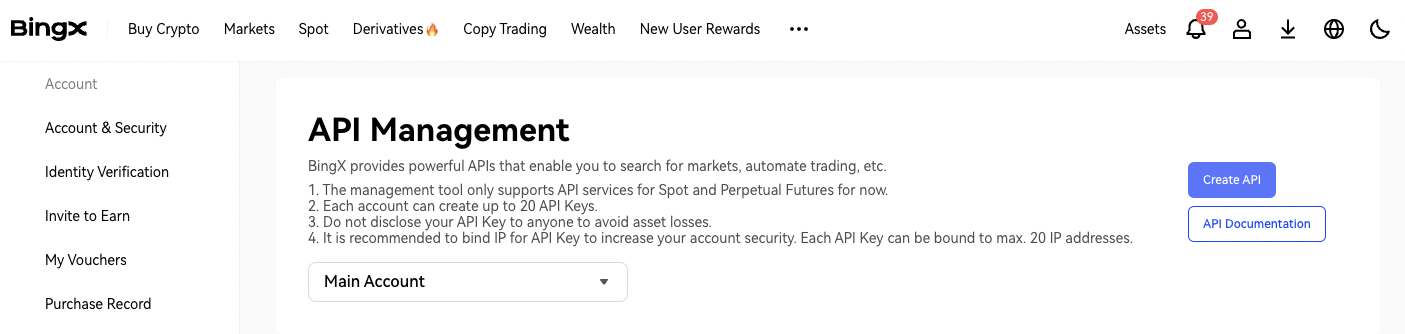 BingX
Buy Crypto
Markets
Spot
Derivatives
Copy Trading
Wealth
New User Rewards
Assets
39
Account
Account & Security
Identity Verification
Invite to Earn
My Vouchers
Purchase Record
API Management
BingX provides powerful APIs that enable you to search for markets, automate trading, etc.
1. The management tool only supports API services for Spot and Perpetual Futures for now.
2. Each account can create up to 20 API Keys.
3. Do not disclose your API Key to anyone to avoid asset losses.
4. It is recommended to bind IP for API Key to increase your account security. Each API Key can be bound to max. 20 IP addresses.
Create API
API Documentation
Main Account